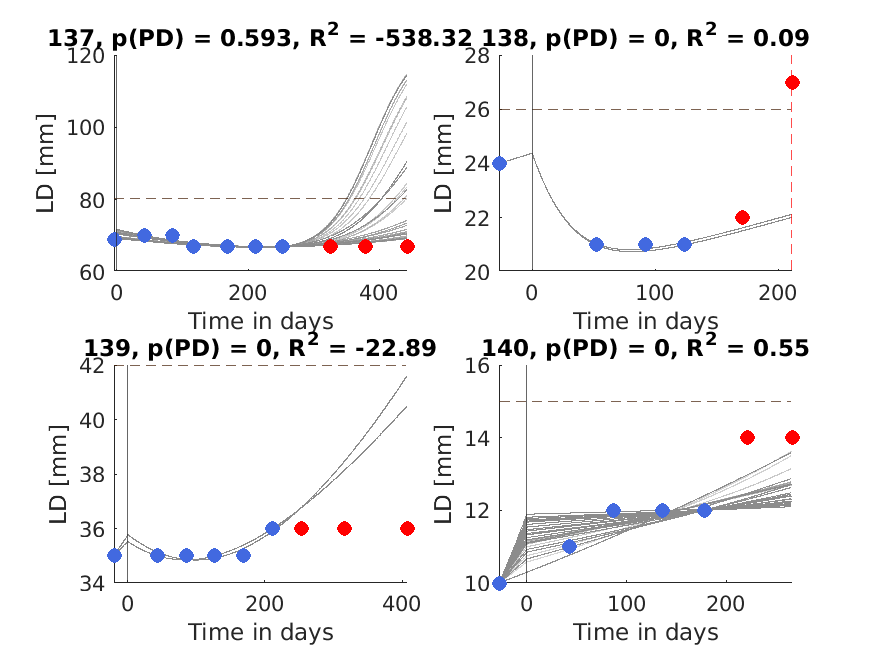 137, p(PD) = 0.593, R² = -538.32
120
100
80
60
LD [mm]
0
200
400
Time in days
138, p(PD) = 0, R² = 0.09
28
26
24
22
20
LD [mm]
0
100
200
Time in days
139, p(PD) = 0, R² = -22.89
42
40
38
36
34
LD [mm]
0
200
400
Time in days
140, p(PD) = 0, R² = 0.55
16
14
12
10
LD [mm]
0
100
200
Time in days